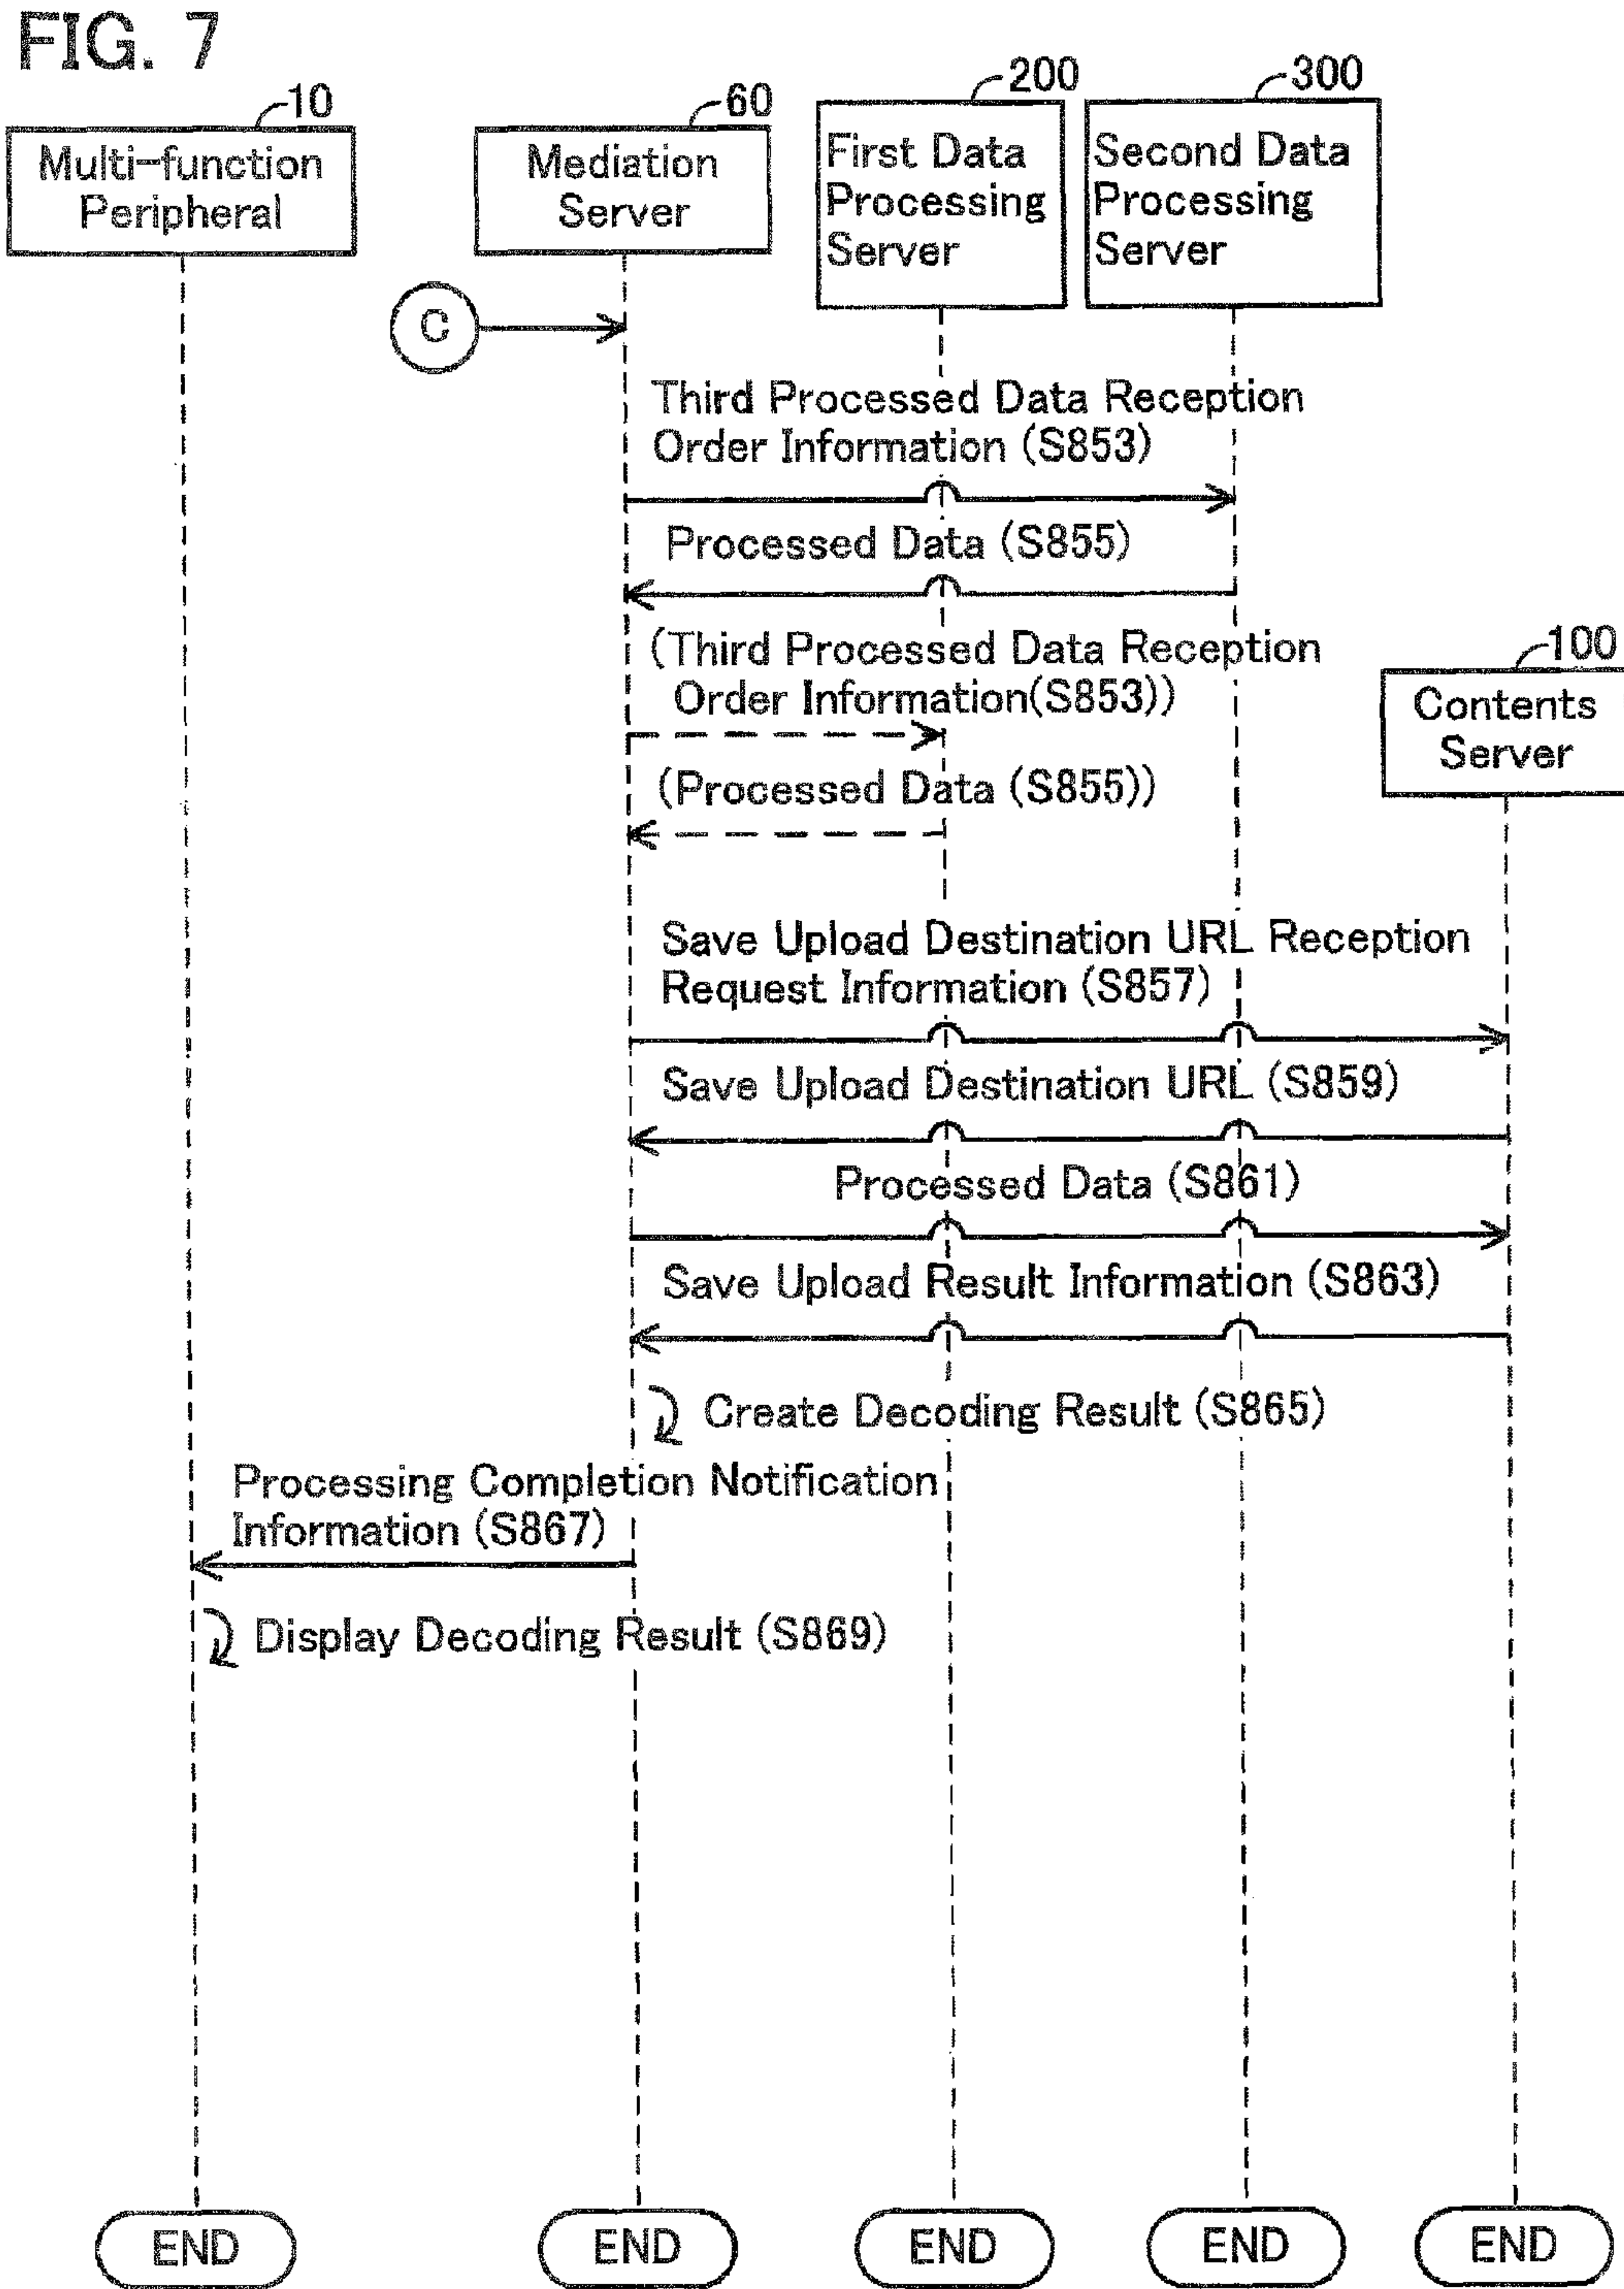 FIG. 7
10
60
200
300
Multi-function
Peripheral
Mediation
Server
First Data
Processing
Server
Second Data
Processing
Server
C
Third Processed Data Reception
Order Information (S853)
Processed Data (S855)
(Third Processed Data Reception
Order Information(S853))
(Processed Data (S855))
100
Contents
Server
Save Upload Destination URL Reception
Request Information (S857)
Save Upload Destination URL (S859)
Processed Data (S861)
Save Upload Result Information (S863)
Create Decoding Result (S865)
Processing Completion Notification
Information (S867)
Display Decoding Result (S869)
END
END
END
END
END